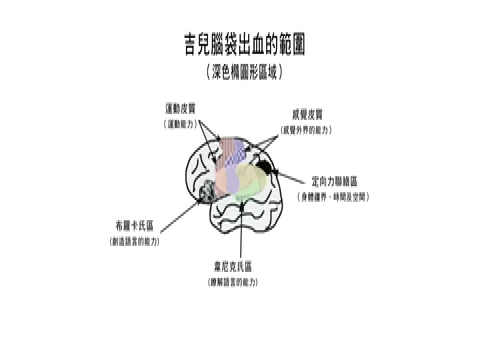 吉兒腦袋出血的範圍
（深色橢圓形區域）
運動皮質
（運動能力）
感覺皮質
（感覺外界的能力）
定向力聯絡區
（身體疆界、時間及空間）
布羅卡氏區
（創造語言的能力）
韋尼克氏區
（瞭解語言的能力）